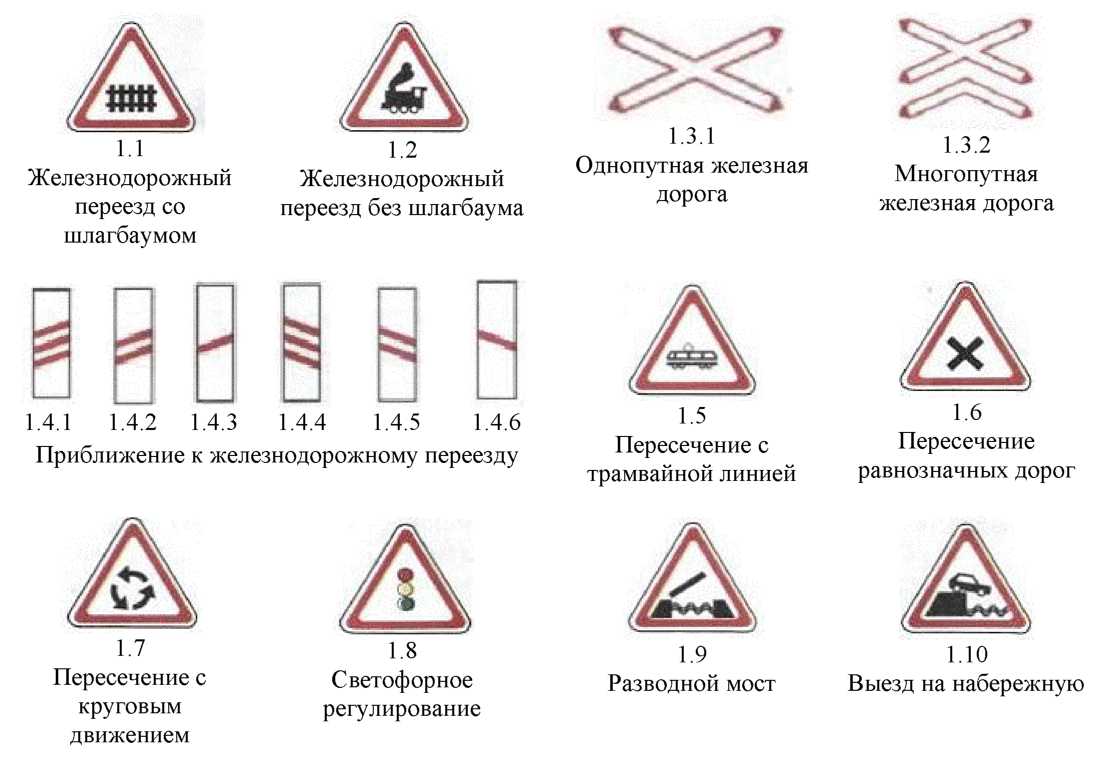 1.1
Железнодорожный
переезд со
шлагбаумом
1.2
Железнодорожный
переезд без шлагбаума
1.3.1
Однопутная железная
дорога
1.3.2
Многопутная
железная дорога
1.4.1 1.4.2 1.4.3 1.4.4 1.4.5 1.4.6
Приближение к железнодорожному переезду
1.5
Пересечение с
трамвайной линией
1.6
Пересечение
равнозначных дорог
1.7
Пересечение с
круговым
движением
1.8
Светофорное
регулирование
1.9
Разводной мост
1.10
Выезд на набережную